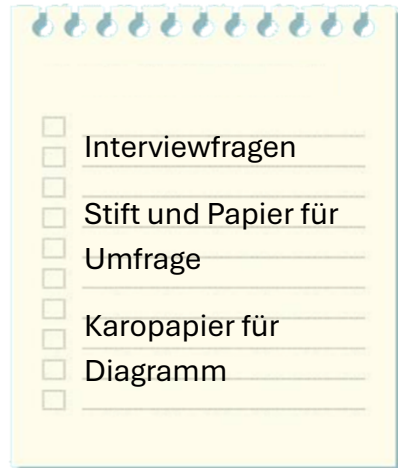 Interviewfragen
Stift und Papier für
Umfrage
Karopapier für
Diagramm